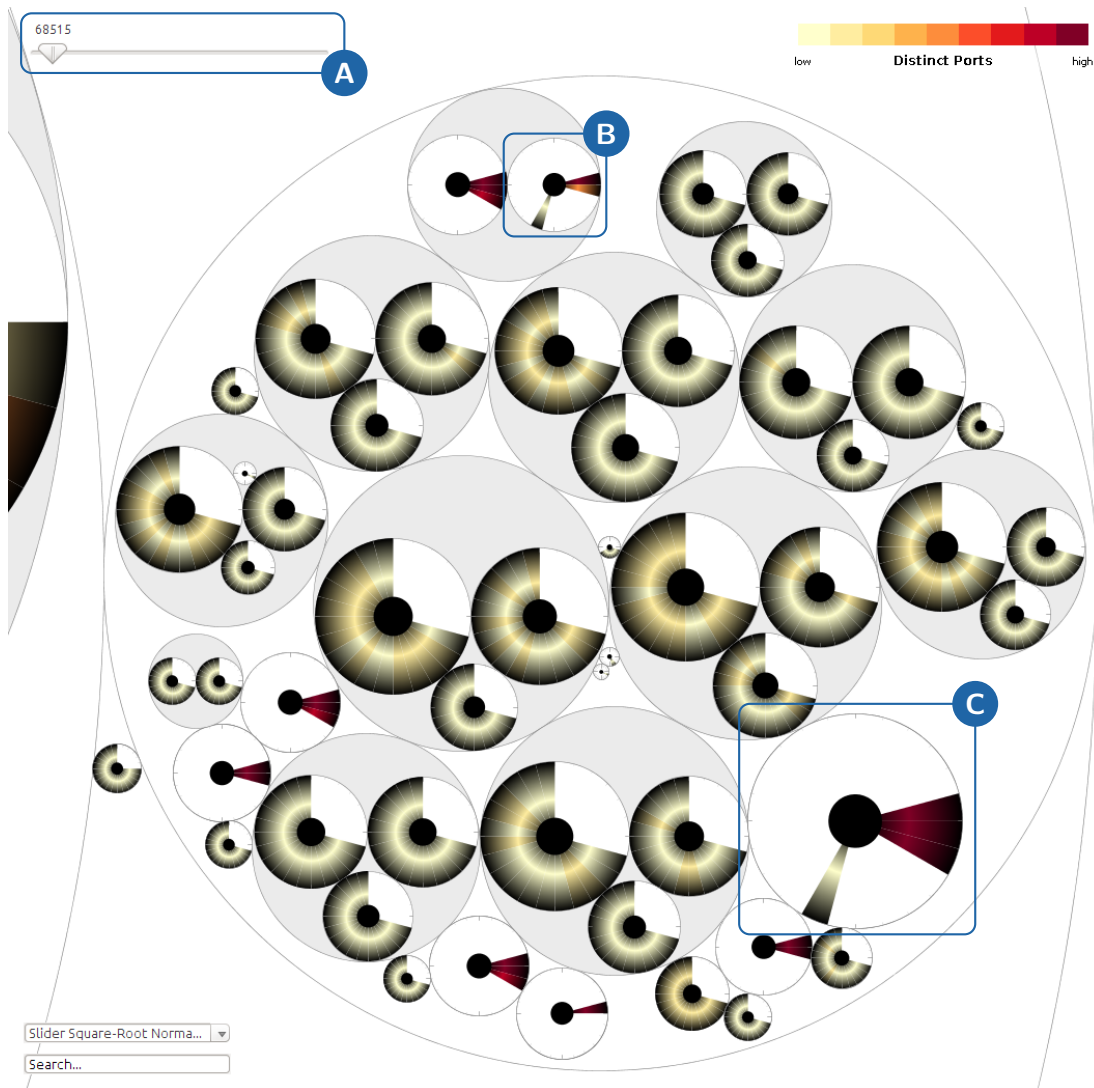 68515
A
low Distinct Ports high
B
C
Slider Square-Root Norma...
Search...